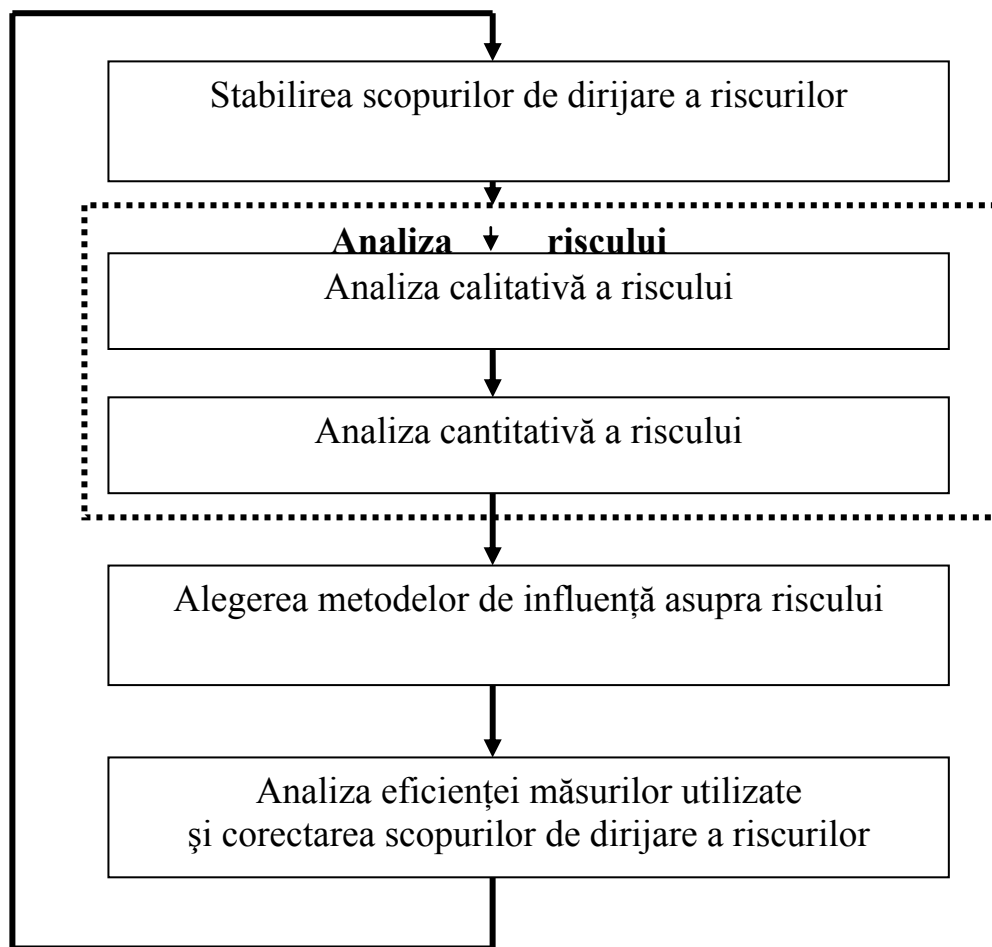 Stabilirea scopurilor de dirijare a riscurilor
Analiza riscului
Analiza calitativă a riscului
Analiza cantitativă a riscului
Alegerea metodelor de influență asupra riscului
Analiza eficienței măsurilor utilizate
şi corectarea scopurilor de dirijare a riscurilor